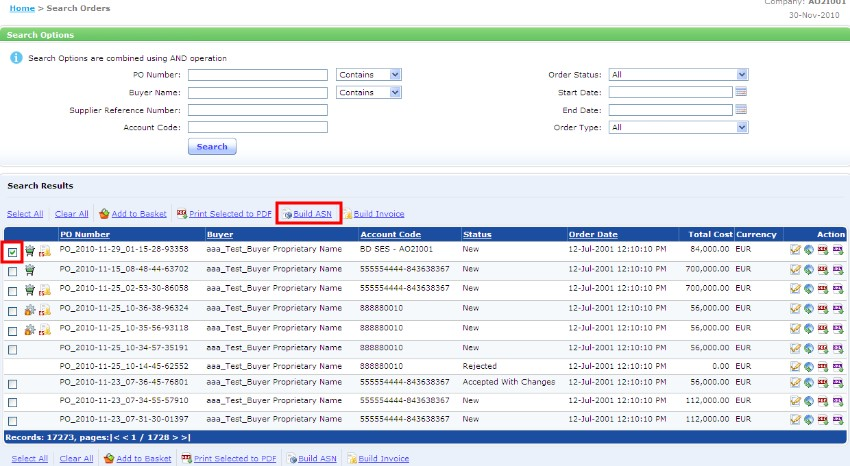 Company: AO2I001
Home > Search Orders
30-Nov-2010
Search Options
Search Options are combined using AND operation
PO Number: Contains Order Status: All
Buyer Name: Contains Start Date:
Supplier Reference Number: End Date:
Account Code: Order Type: All
Search
Search Results
Select All Clear All Add to Basket Print Selected to PDF Build ASN Build Invoice
PO Number Buyer Account Code Status Order Date Total Cost Currency Action
PO_2010-11-29_01-15-28-93358 aaa_Test_Buyer Proprietary Name BD SES - AO2I001 New 12-Jul-2001 12:10:10 PM 84,000.00 EUR
PO_2010-11-15_08-48-44-63702 aaa_Test_Buyer Proprietary Name 555554444-843638367 New 12-Jul-2001 12:10:10 PM 700,000.00 EUR
PO_2010-11-25_02-53-30-86058 aaa_Test_Buyer Proprietary Name 555554444-843638367 New 12-Jul-2001 12:10:10 PM 700,000.00 EUR
PO_2010-11-25_10-36-38-96324 aaa_Test_Buyer Proprietary Name 888880010 New 12-Jul-2001 12:10:10 PM 56,000.00 EUR
PO_2010-11-25_10-35-56-93118 aaa_Test_Buyer Proprietary Name 888880010 New 12-Jul-2001 12:10:10 PM 56,000.00 EUR
PO_2010-11-25_10-34-57-35191 aaa_Test_Buyer Proprietary Name 888880010 New 12-Jul-2001 12:10:10 PM 56,000.00 EUR
PO_2010-11-25_10-14-45-62552 aaa_Test_Buyer Proprietary Name 888880010 Rejected 12-Jul-2001 12:10:10 PM 0.00 EUR
PO_2010-11-23_07-36-45-76801 aaa_Test_Buyer Proprietary Name 555554444-843638367 Accepted With Changes 12-Jul-2001 12:10:10 PM 56,000.00 EUR
PO_2010-11-23_07-34-55-57910 aaa_Test_Buyer Proprietary Name 555554444-843638367 New 12-Jul-2001 12:10:10 PM 112,000.00 EUR
PO_2010-11-23_07-31-30-01397 aaa_Test_Buyer Proprietary Name 555554444-843638367 New 12-Jul-2001 12:10:10 PM 112,000.00 EUR
Records: 17273, pages:|< < 1 / 1728 > >|
Select All Clear All Add to Basket Print Selected to PDF Build ASN Build Invoice